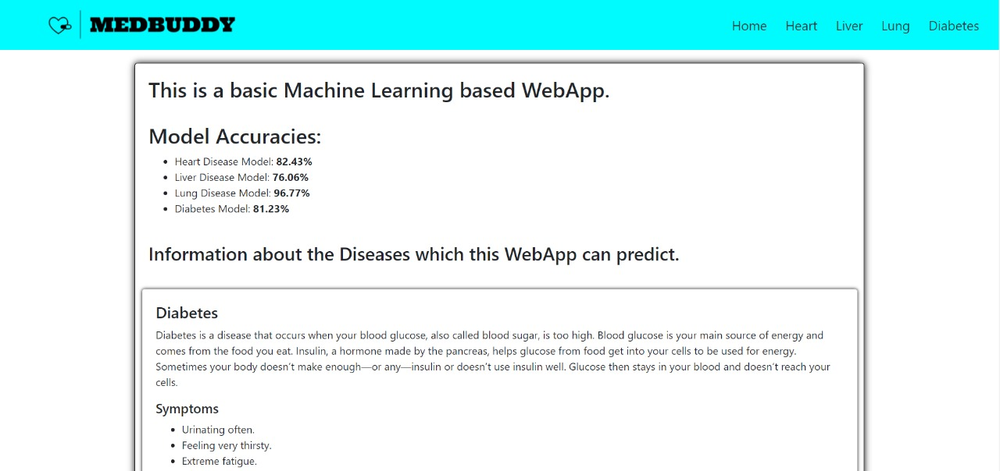 MEDBUDDY
Home Heart Liver Lung Diabetes
This is a basic Machine Learning based WebApp.
Model Accuracies:
Heart Disease Model: 82.43%
Liver Disease Model: 76.06%
Lung Disease Model: 96.77%
Diabetes Model: 81.23%
Information about the Diseases which this WebApp can predict.
Diabetes
Diabetes is a disease that occurs when your blood glucose, also called blood sugar, is too high. Blood glucose is your main source of energy and
comes from the food you eat. Insulin, a hormone made by the pancreas, helps glucose from food get into your cells to be used for energy.
Sometimes your body doesn’t make enough—or any—insulin or doesn’t use insulin well. Glucose then stays in your blood and doesn’t reach your
cells.
Symptoms
Urinating often.
Feeling very thirsty.
Extreme fatigue.